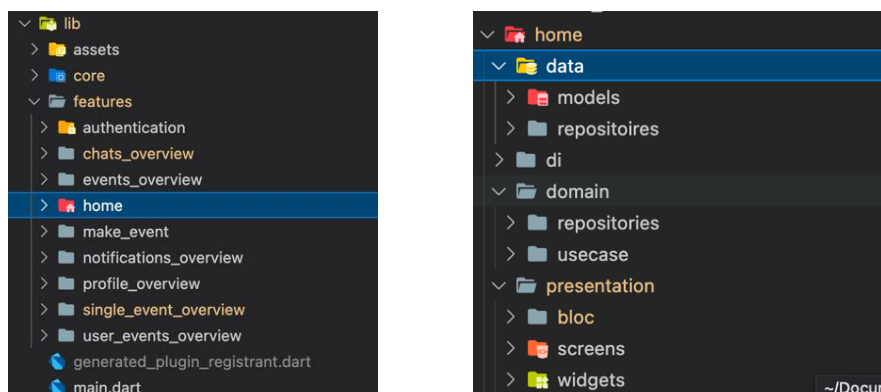 lib
assets
core
features
authentication
chats_overview
events_overview
home
make_event
notifications_overview
profile_overview
single_event_overview
user_events_overview
generated_plugin_registrant.dart
main.dart
home
data
models
repositoires
di
domain
repositories
usecase
presentation
bloc
screens
widgets
~/Docur